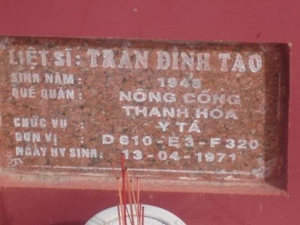 LIỆT SĨ : TRẦN ĐÌNH TẠO
SINH NĂM : 1948
QUÊ QUÁN : NÔNG CỐNG
THANH HÓA
CHỨC VỤ : Y TÁ
ĐƠN VỊ : D610-E3-F320
NGÀY HY SINH: 13-04-1971